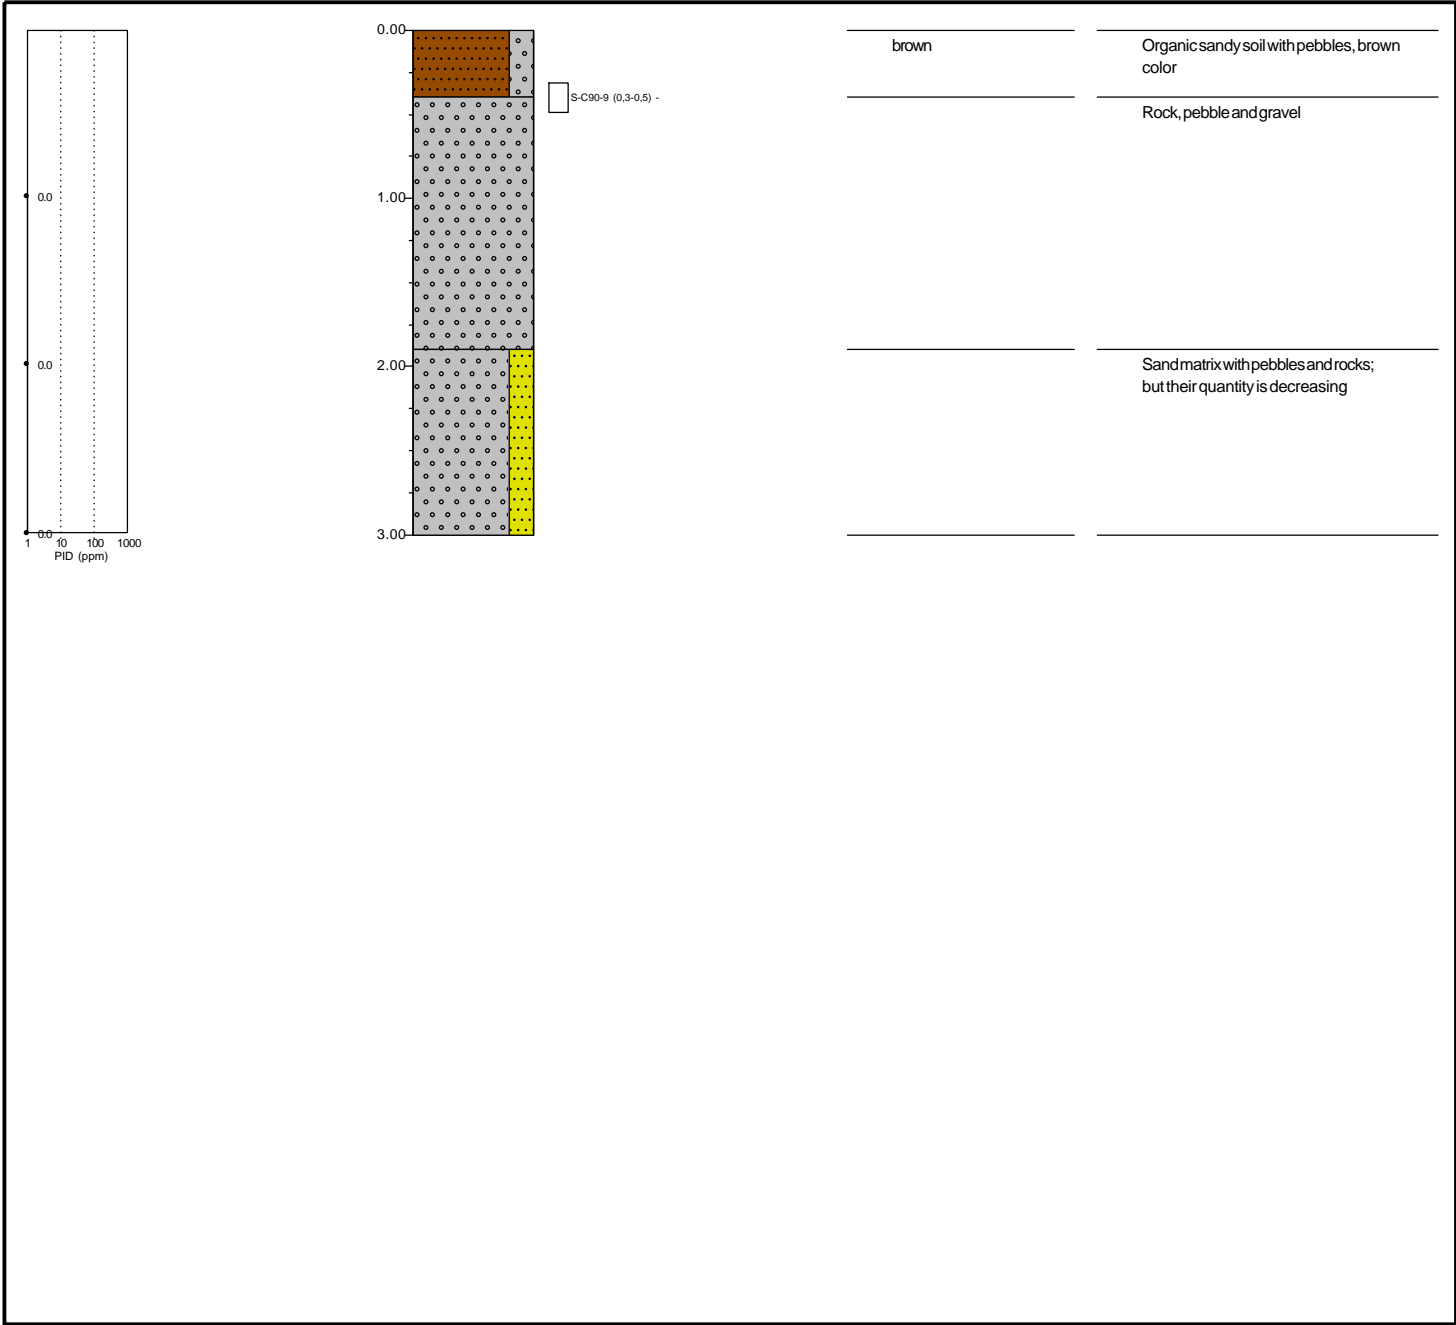 0.00
brown
Organic sandy soil with pebbles, brown
color
S-C90-9 (0,3-0,5) -
Rock, pebble and gravel
0.0
1.00
0.0
2.00
Sand matrix with pebbles and rocks;
but their quantity is decreasing
0.0
3.00
1 10 100 1000
PID (ppm)